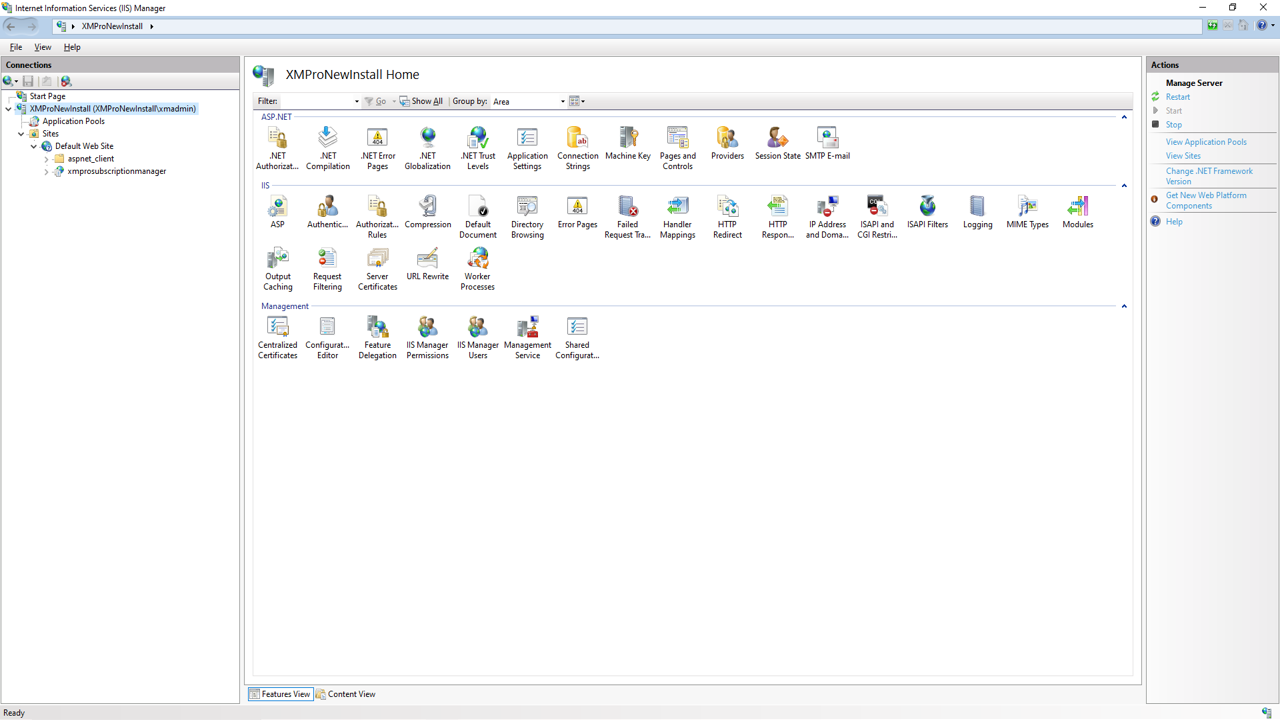 Internet Information Services (IIS) Manager
XMProNewInstall
File View Help
Connections
Start Page
XMProNewInstall (XMProNewInstall\xmadmin)
Application Pools
Sites
Default Web Site
aspnet_client
xmprosubscriptionmanager
XMProNewInstall Home
Filter: Go Show All Group by: Area
ASP.NET
.NET Authorizat...
.NET Compilation
.NET Error Pages
.NET Globalization
.NET Trust Levels
Application Settings
Connection Strings
Machine Key
Pages and Controls
Providers
Session State
SMTP E-mail
IIS
ASP
Authentic...
Authorizat... Rules
Compression
Default Document
Directory Browsing
Error Pages
Failed Request Tra...
Handler Mappings
HTTP Redirect
HTTP Respon...
IP Address and Doma...
ISAPI and CGI Restri...
ISAPI Filters
Logging
MIME Types
Modules
Output Caching
Request Filtering
Server Certificates
URL Rewrite
Worker Processes
Management
Centralized Certificates
Configurat... Editor
Feature Delegation
IIS Manager Permissions
IIS Manager Users
Management Service
Shared Configurat...
Features View Content View
Actions
Manage Server
Restart
Start
Stop
View Application Pools
View Sites
Change .NET Framework
Version
Get New Web Platform
Components
Help
Ready